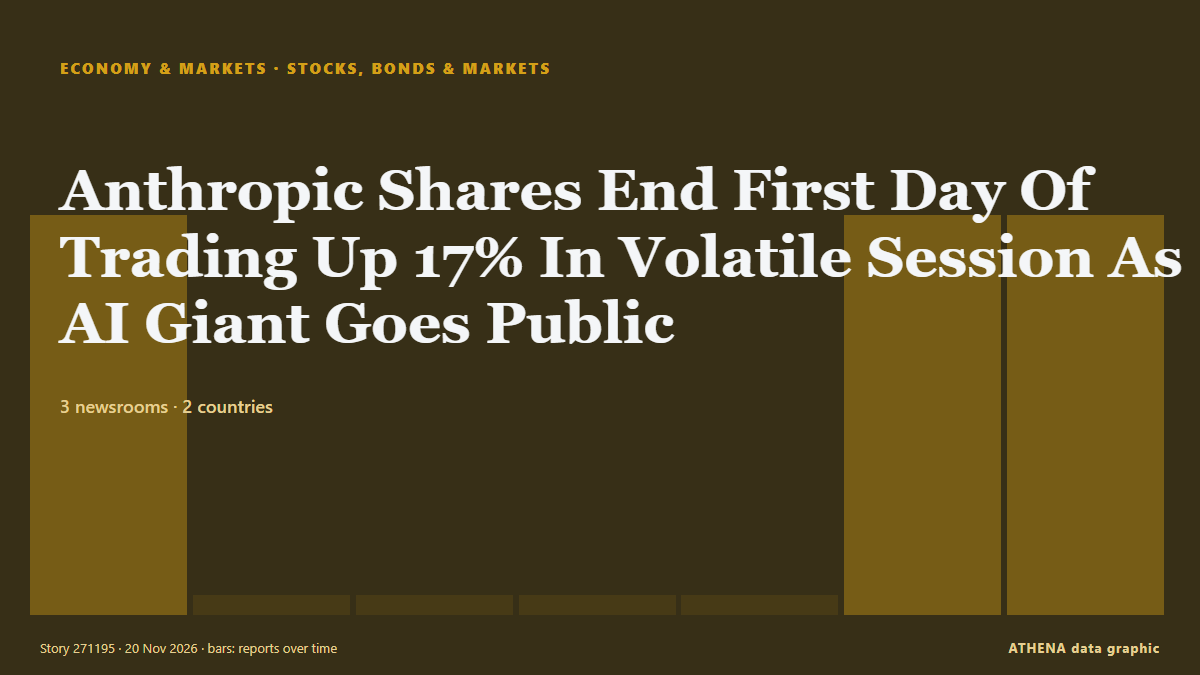 ECONOMY & MARKETS · STOCKS, BONDS & MARKETS
Anthropic Shares End First Day Of
Trading Up 17% In Volatile Session As
AI Giant Goes Public
3 newsrooms · 2 countries
Story 271195 · 20 Nov 2026 · bars: reports over time
ATHENA data graphic